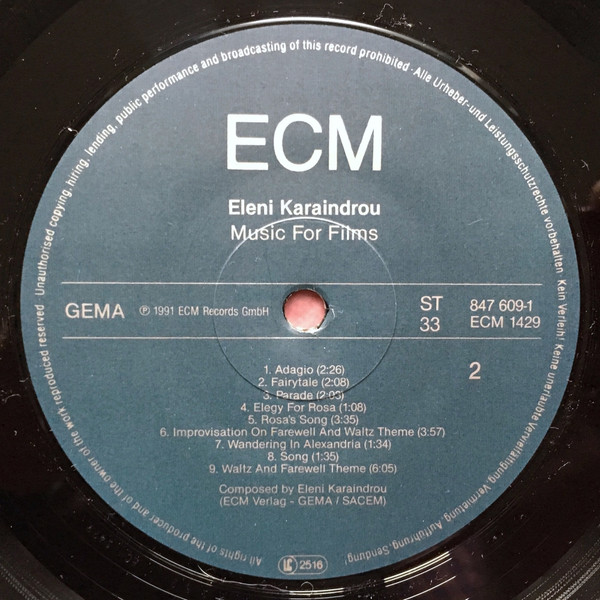 All rights of the producer and of the owner of the work reproduced reserved · Unauthorised copying, hiring, lending, public performance and broadcasting of this record prohibited · Alle Urheber- und Leistungsschutzrechte vorbehalten. Kein Verleih! Keine unerlaubte Vervielfältigung, Vermietung, Aufführung, Sendung!
ECM
Eleni Karaindrou
Music For Films
GEMA ℗ 1991 ECM Records GmbH ST 847 609-1
33 ECM 1429
2
1. Adagio (2:26)
2. Fairytale (2:08)
3. Parade (2:03)
4. Elegy For Rosa (1:08)
5. Rosa's Song (3:35)
6. Improvisation On Farewell And Waltz Theme (3:57)
7. Wandering In Alexandria (1:34)
8. Song (1:35)
9. Waltz And Farewell Theme (6:05)
Composed by Eleni Karaindrou
(ECM Verlag - GEMA / SACEM)
LC 2516